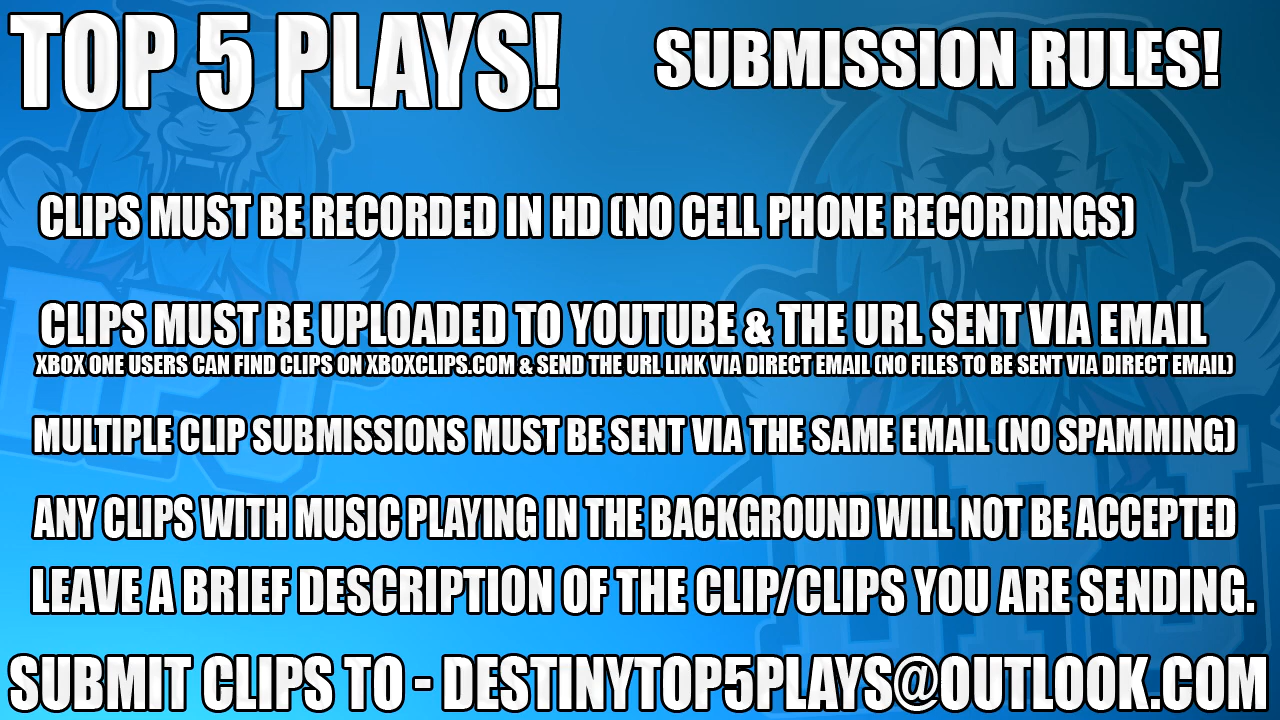 TOP 5 PLAYS!
SUBMISSION RULES!
CLIPS MUST BE RECORDED IN HD (NO CELL PHONE RECORDINGS)
CLIPS MUST BE UPLOADED TO YOUTUBE & THE URL SENT VIA EMAIL
XBOX ONE USERS CAN FIND CLIPS ON XBOXCLIPS.COM & SEND THE URL LINK VIA DIRECT EMAIL (NO FILES TO BE SENT VIA DIRECT EMAIL)
MULTIPLE CLIP SUBMISSIONS MUST BE SENT VIA THE SAME EMAIL (NO SPAMMING)
ANY CLIPS WITH MUSIC PLAYING IN THE BACKGROUND WILL NOT BE ACCEPTED
LEAVE A BRIEF DESCRIPTION OF THE CLIP/CLIPS YOU ARE SENDING.
SUBMIT CLIPS TO - DESTINYTOP5PLAYS@OUTLOOK.COM